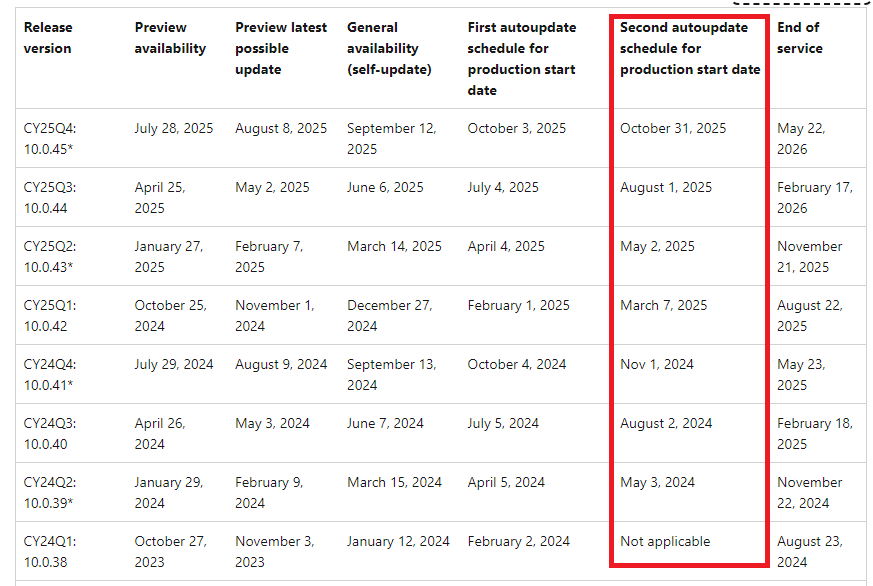 Release version | Preview availability | Preview latest possible update | General availability (self-update) | First autoupdate schedule for production start date | Second autoupdate schedule for production start date | End of service
CY25Q4: 10.0.45* | July 28, 2025 | August 8, 2025 | September 12, 2025 | October 3, 2025 | October 31, 2025 | May 22, 2026
CY25Q3: 10.0.44 | April 25, 2025 | May 2, 2025 | June 6, 2025 | July 4, 2025 | August 1, 2025 | February 17, 2026
CY25Q2: 10.0.43* | January 27, 2025 | February 7, 2025 | March 14, 2025 | April 4, 2025 | May 2, 2025 | November 21, 2025
CY25Q1: 10.0.42 | October 25, 2024 | November 1, 2024 | December 27, 2024 | February 1, 2025 | March 7, 2025 | August 22, 2025
CY24Q4: 10.0.41* | July 29, 2024 | August 9, 2024 | September 13, 2024 | October 4, 2024 | Nov 1, 2024 | May 23, 2025
CY24Q3: 10.0.40 | April 26, 2024 | May 3, 2024 | June 7, 2024 | July 5, 2024 | August 2, 2024 | February 18, 2025
CY24Q2: 10.0.39* | January 29, 2024 | February 9, 2024 | March 15, 2024 | April 5, 2024 | May 3, 2024 | November 22, 2024
CY24Q1: 10.0.38 | October 27, 2023 | November 3, 2023 | January 12, 2024 | February 2, 2024 | Not applicable | August 23, 2024